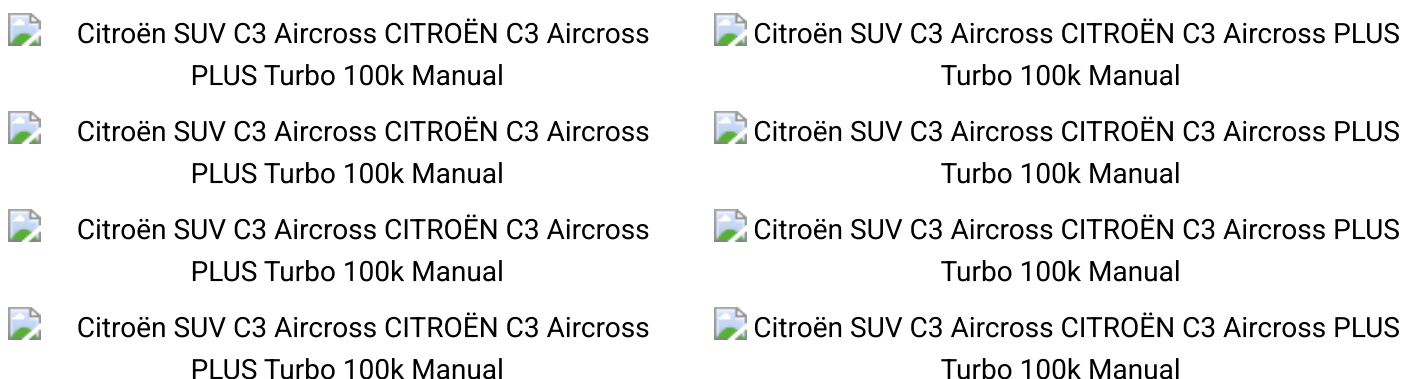 Citroën SUV C3 Aircross CITROËN C3 Aircross
PLUS Turbo 100k Manual
Citroën SUV C3 Aircross CITROËN C3 Aircross PLUS
Turbo 100k Manual
Citroën SUV C3 Aircross CITROËN C3 Aircross
PLUS Turbo 100k Manual
Citroën SUV C3 Aircross CITROËN C3 Aircross PLUS
Turbo 100k Manual
Citroën SUV C3 Aircross CITROËN C3 Aircross
PLUS Turbo 100k Manual
Citroën SUV C3 Aircross CITROËN C3 Aircross PLUS
Turbo 100k Manual
Citroën SUV C3 Aircross CITROËN C3 Aircross
PLUS Turbo 100k Manual
Citroën SUV C3 Aircross CITROËN C3 Aircross PLUS
Turbo 100k Manual